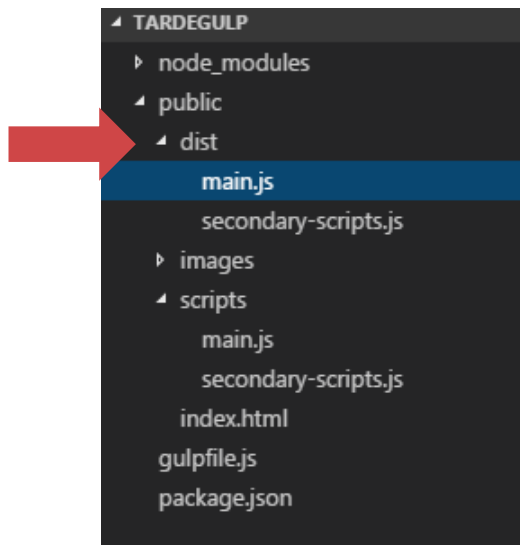 TARDEGULP
node_modules
public
dist
main.js
secondary-scripts.js
images
scripts
main.js
secondary-scripts.js
index.html
gulpfile.js
package.json